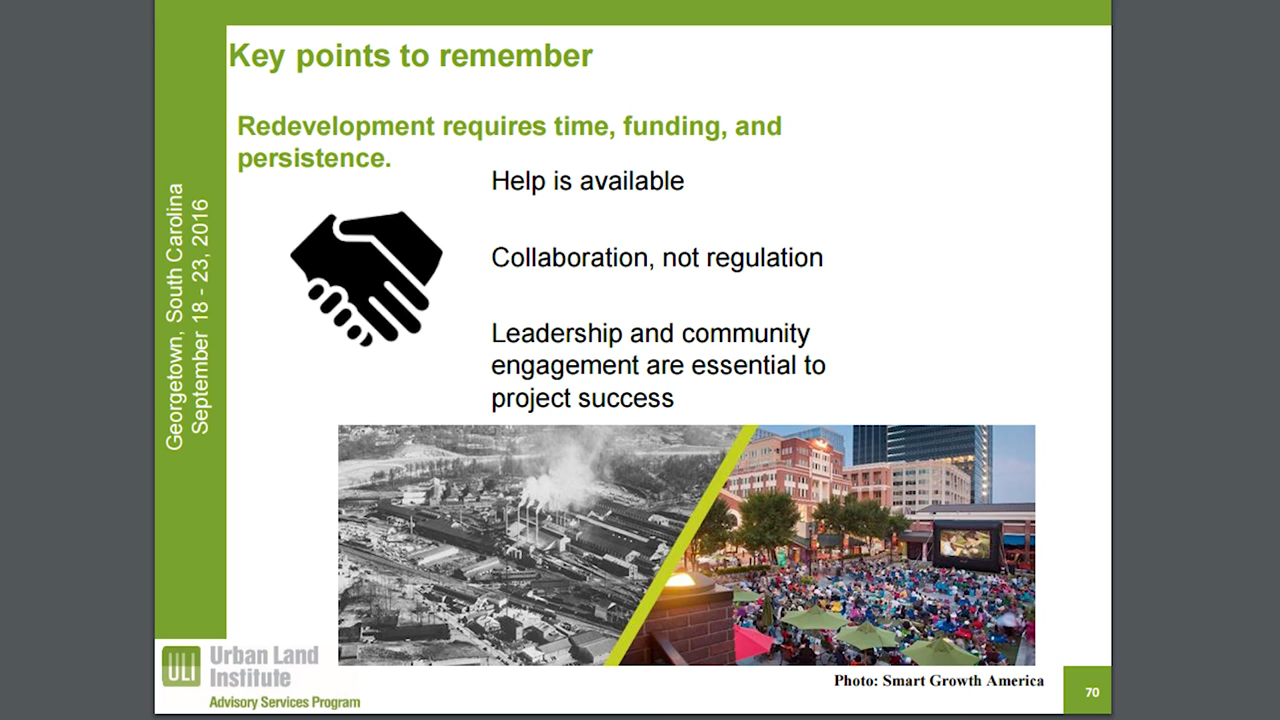 Key points to remember
Redevelopment requires time, funding, and
persistence.
Help is available
Collaboration, not regulation
Leadership and community
engagement are essential to
project success
Georgetown, South Carolina
September 18 - 23, 2016
Photo: Smart Growth America
ULI
Urban Land
Institute
Advisory Services Program
70